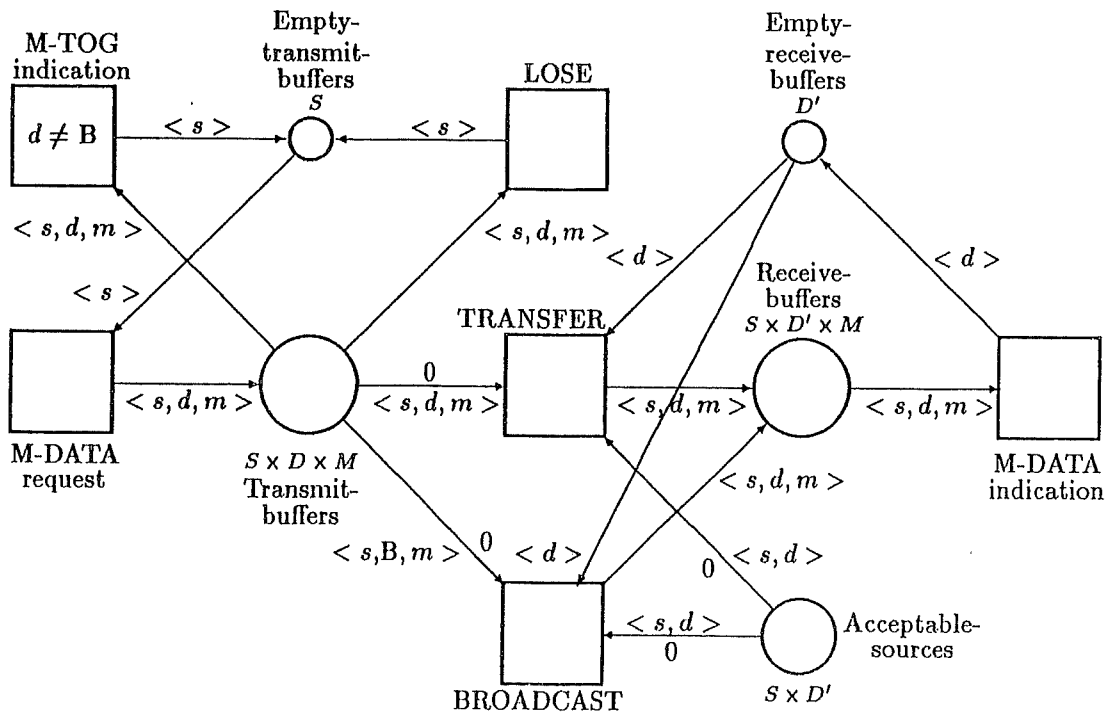 Empty-
transmit-
buffers
S
M-TOG
indication
d ≠ B
< s >
< s >
LOSE
Empty-
receive-
buffers
D′
< s, d, m >
< s, d, m >
< s >
< d >
< d >
TRANSFER
Receive-
buffers
S × D′ × M
0
< s, d, m >
< s, d, m >
< s, d, m >
< s, d, m >
M-DATA
request
S × D × M
Transmit-
buffers
< s, d, m >
M-DATA
indication
< s,B, m >
0
< d >
< s, d >
0
< s, d >
0
Acceptable-
sources
S × D′
BROADCAST